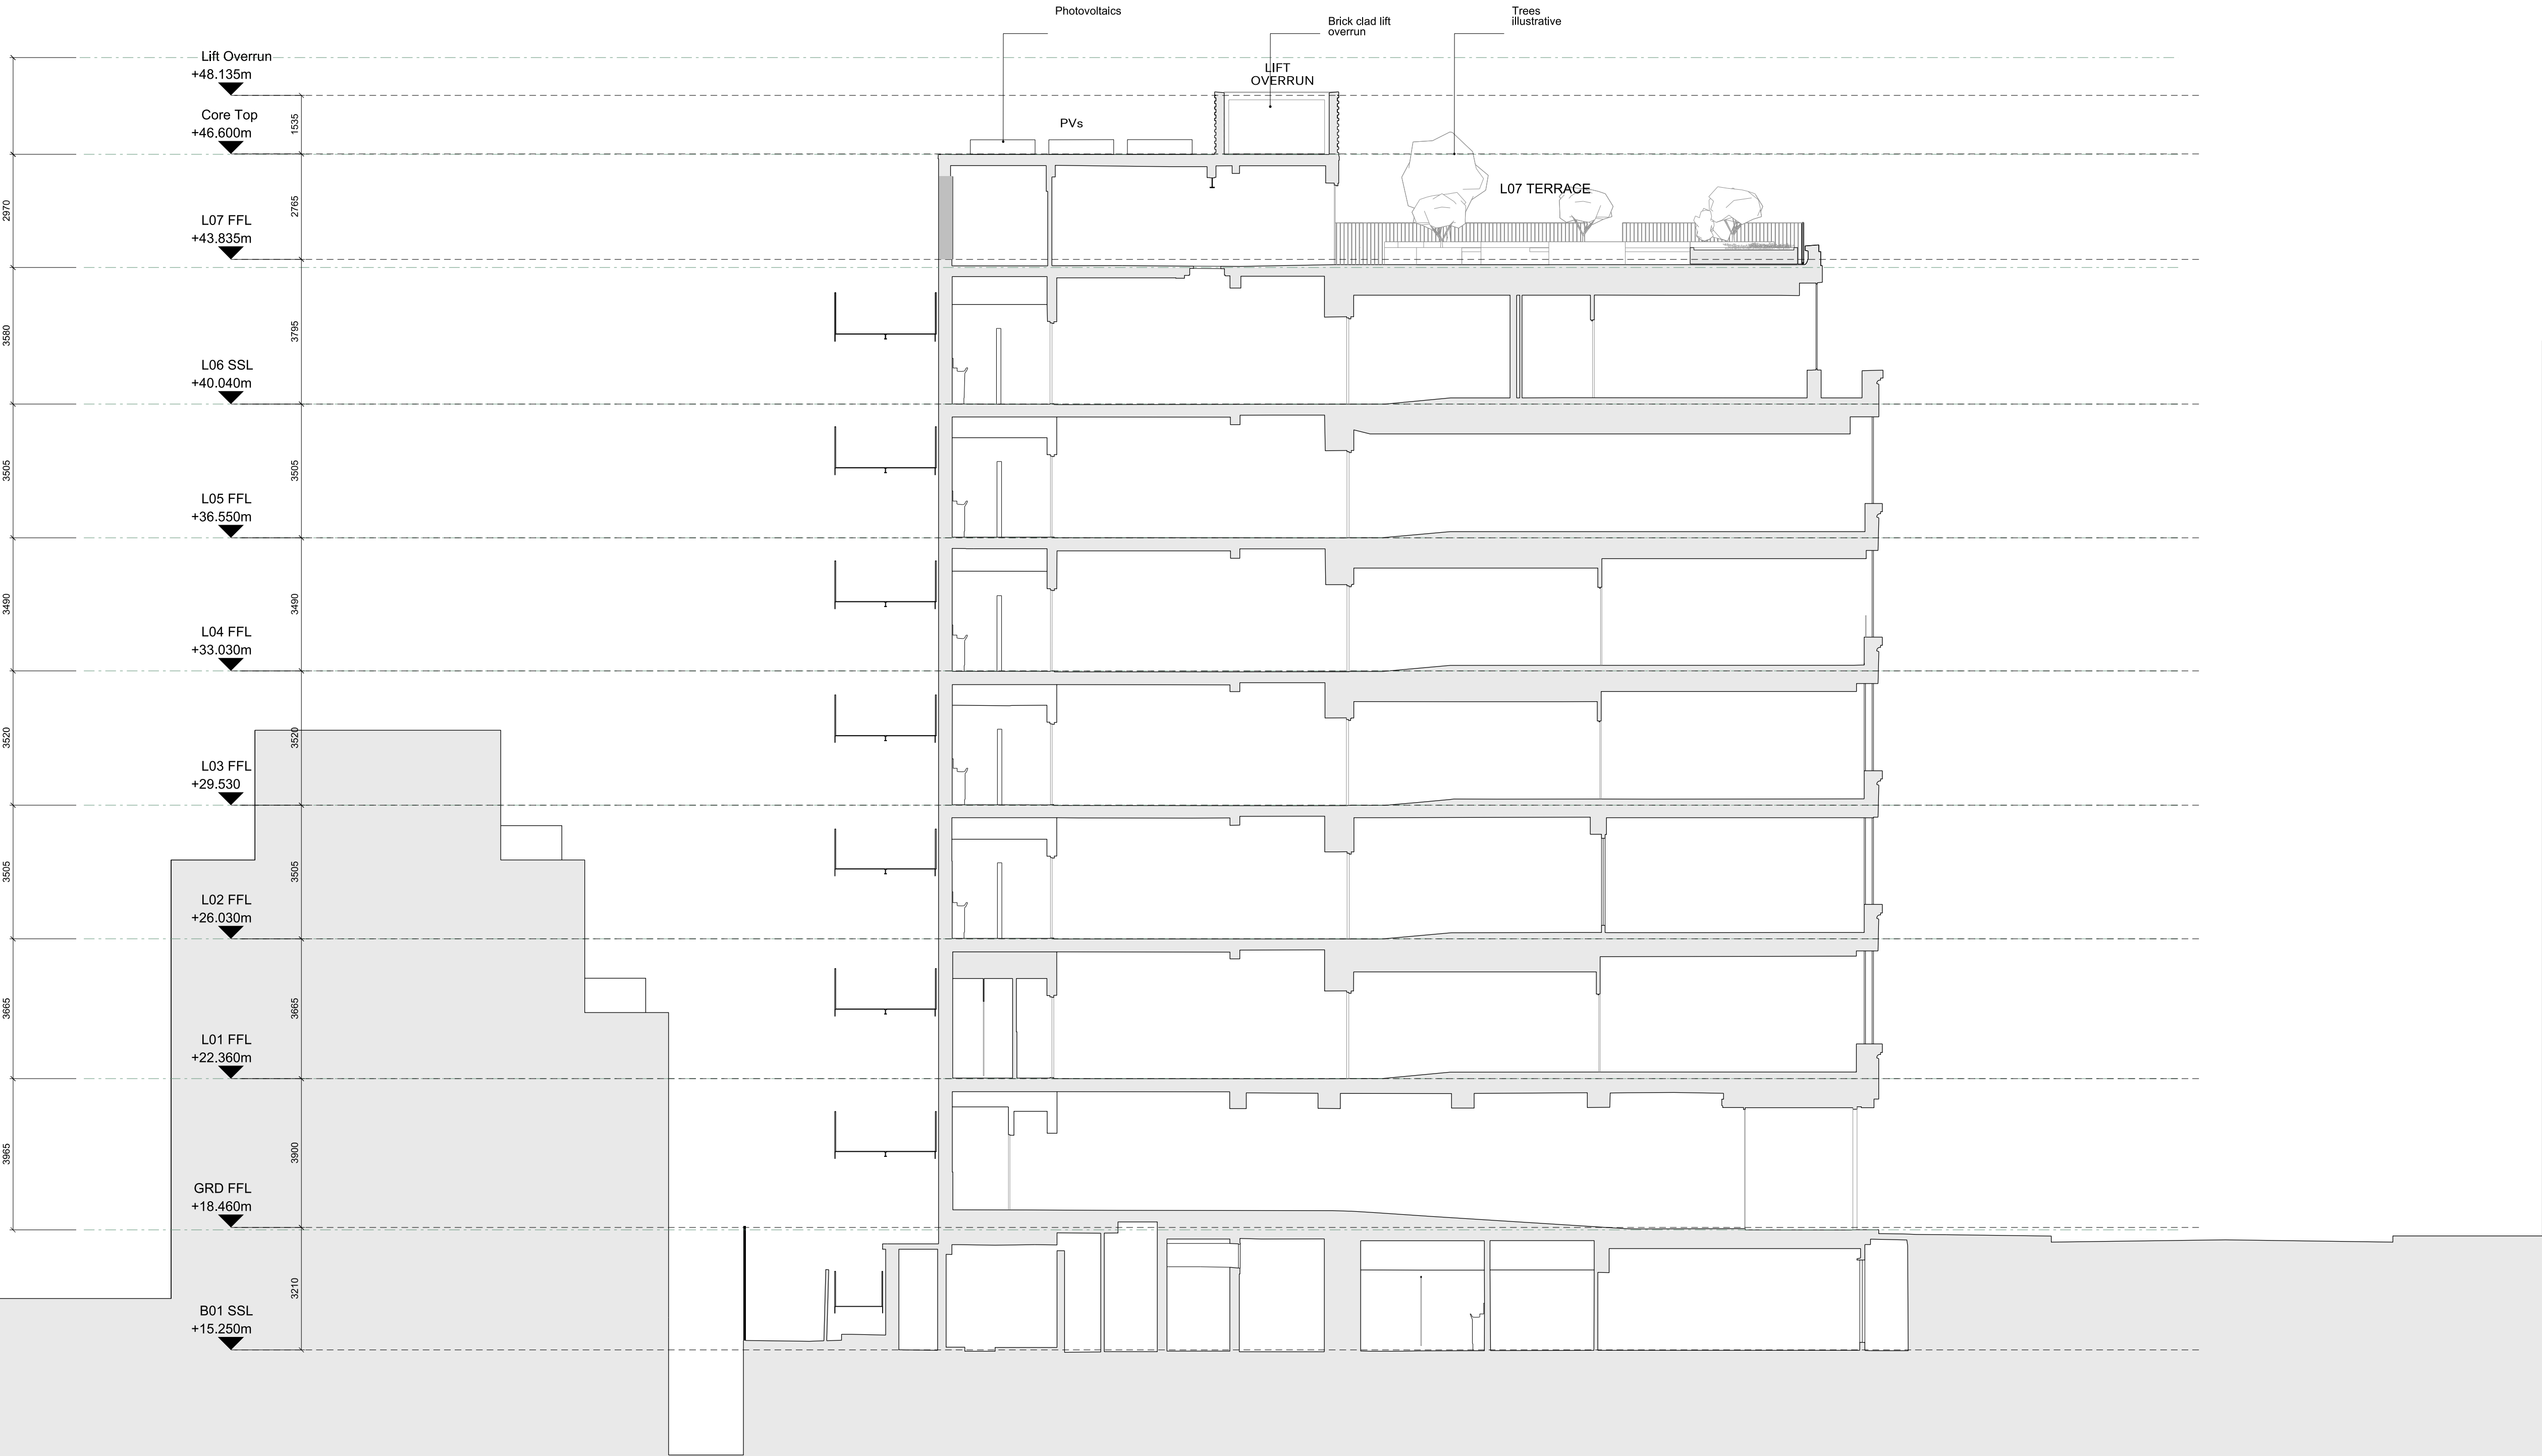 Photovoltaics
Brick clad lift
overrun
Trees
illustrative
Lift Overrun
+48.135m
LIFT
OVERRUN
Core Top
+46.600m
1535
PVs
L07 TERRACE
2970
2765
L07 FFL
+43.835m
3580
3795
L06 SSL
+40.040m
3505
3505
L05 FFL
+36.550m
3490
3490
L04 FFL
+33.030m
3520
3520
L03 FFL
+29.530
3505
3505
L02 FFL
+26.030m
3665
3665
L01 FFL
+22.360m
3965
3900
GRD FFL
+18.460m
3210
B01 SSL
+15.250m